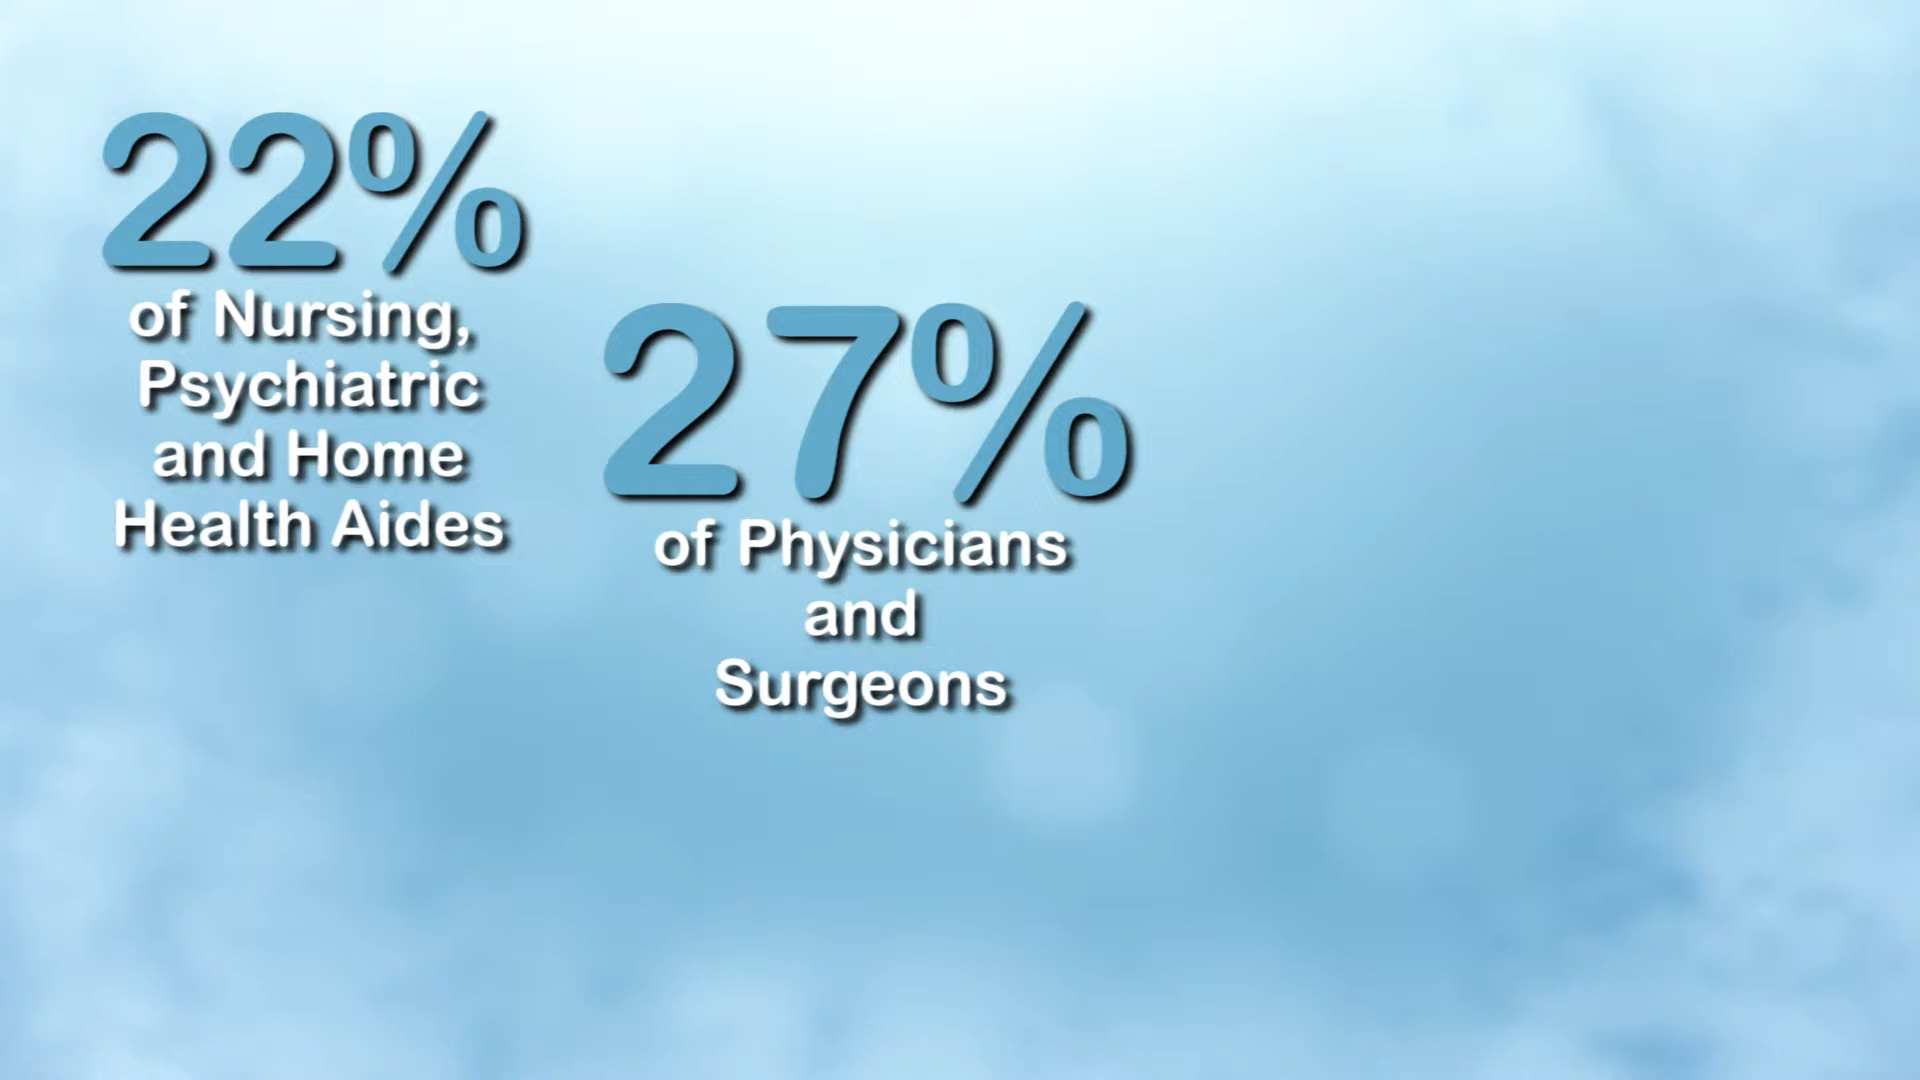 22%
of Nursing,
Psychiatric
and Home
Health Aides
27%
of Physicians
and
Surgeons